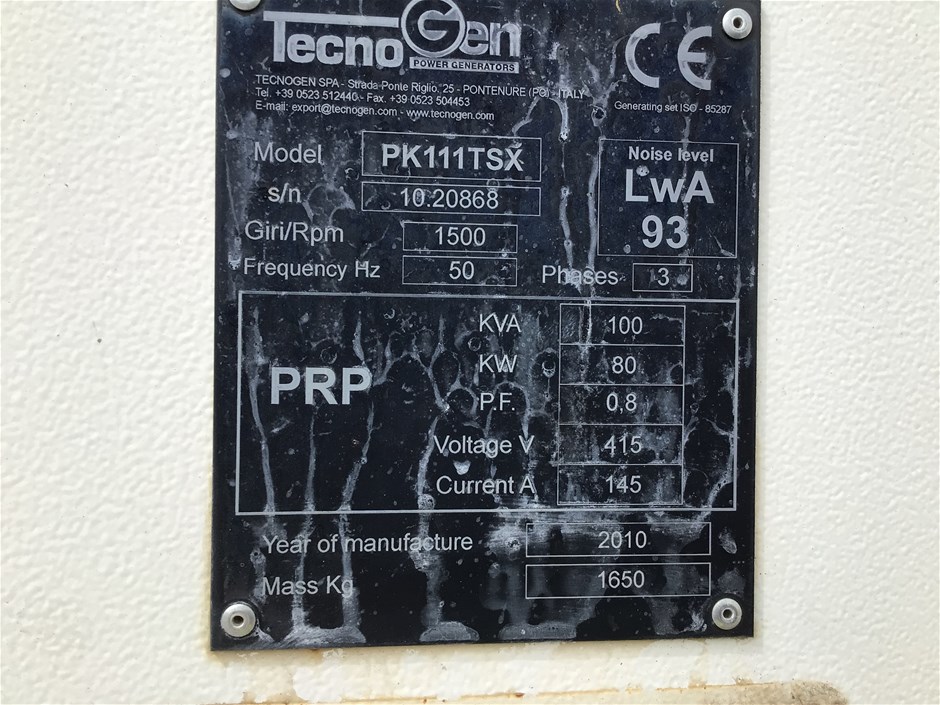 TecnoGen
POWER GENERATORS
CE
TECNOGEN SPA - Strada Ponte Riglio, 25 - PONTENURE (PC) - ITALY
Tel. +39 0523 512440 - Fax. +39 0523 504453
E-mail: export@tecnogen.com - www.tecnogen.com
Generating set ISO - 85287
Model PK111TSX
s/n 10.20868
Giri/Rpm 1500
Frequency Hz 50 Phases 3
Noise level
LwA
93
PRP
KVA 100
KW 80
P.F. 0,8
Voltage V 415
Current A 145
Year of manufacture 2010
Mass Kg 1650